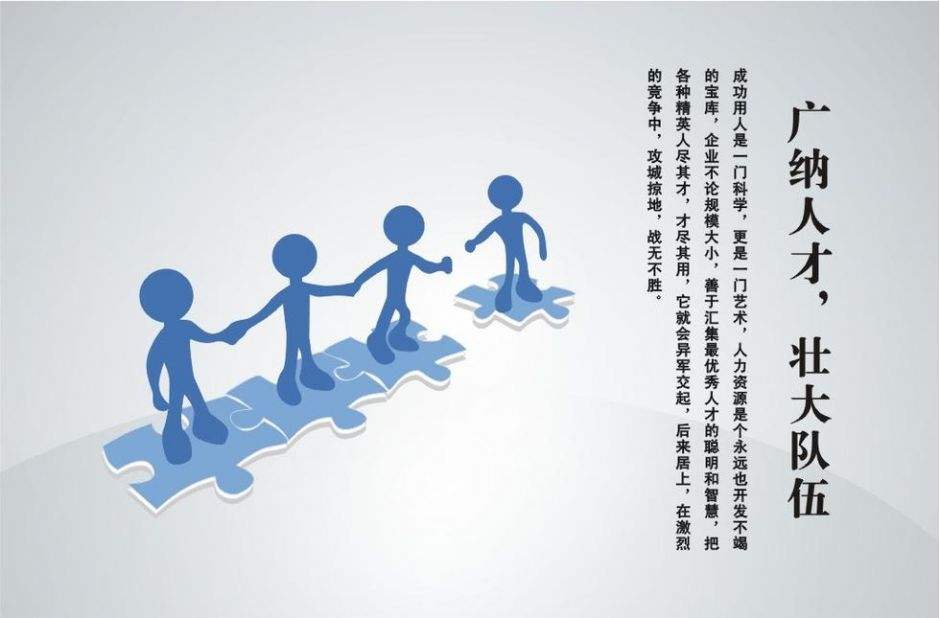 广纳人才，壮大队伍
成功用人是一门科学，更是一门艺术，人力资源是个永远也开发不竭
的宝库，企业不论规模大小，善于汇集最优秀人才的聪明和智慧，把
各种精英人尽其才，才尽其用，它就会异军交起，后来居上，在激烈
的竞争中，攻城掠地，战无不胜。